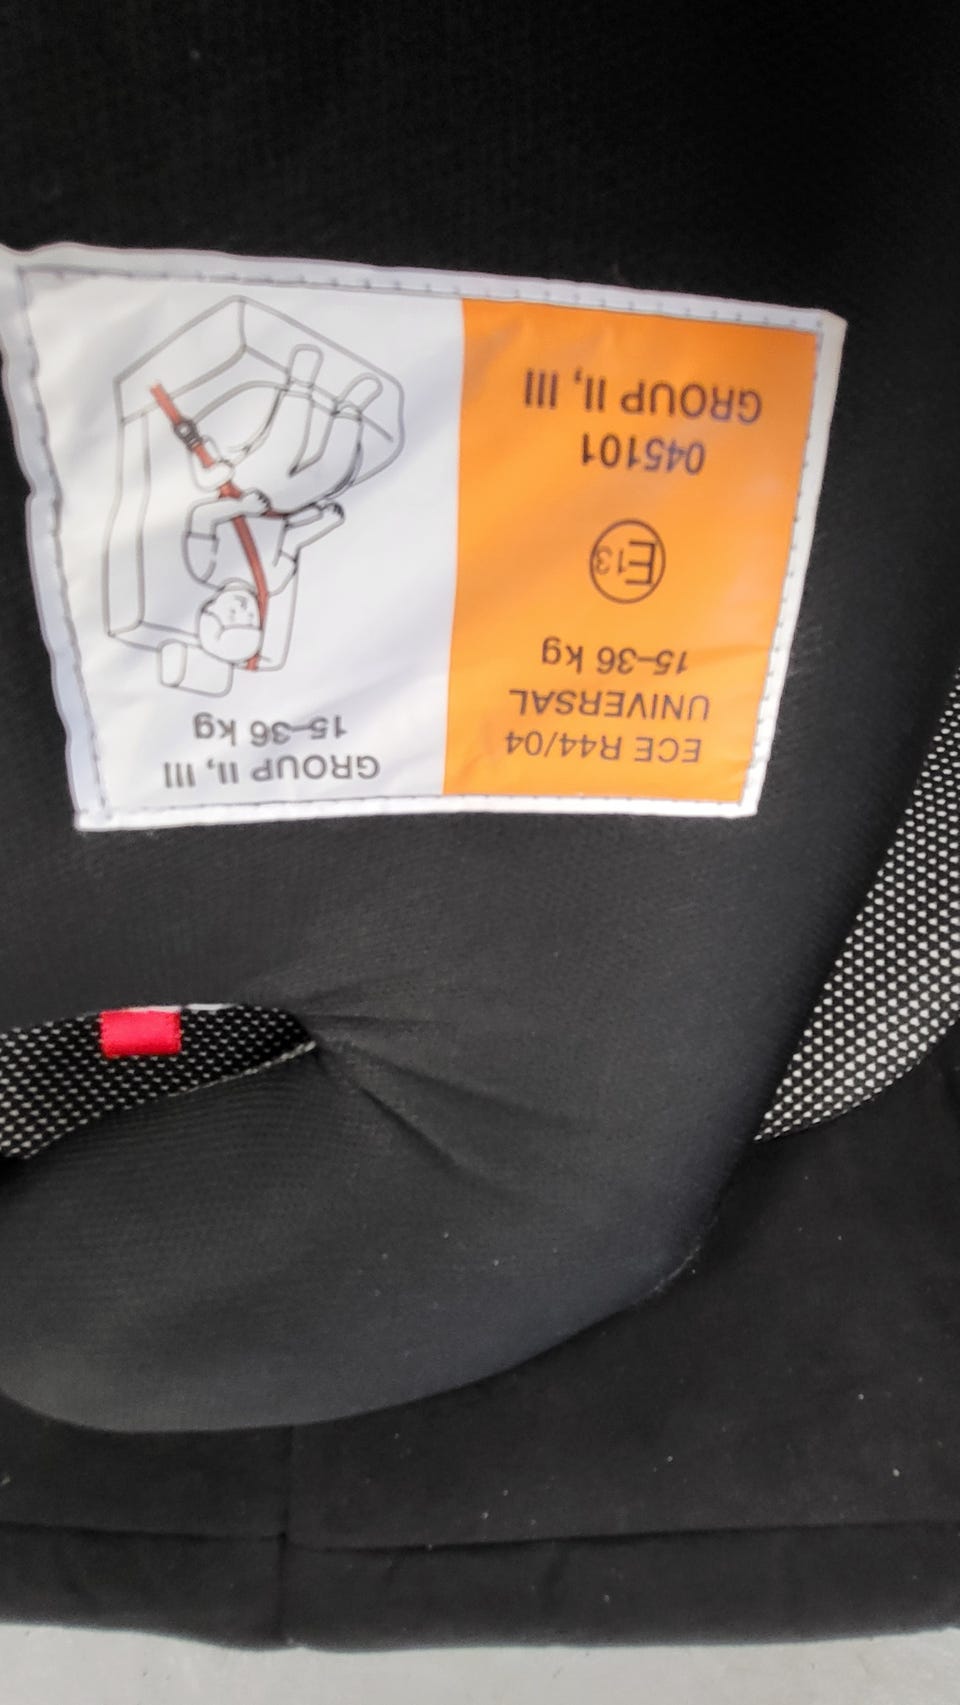 GROUP II, III
15-36 kg
ECE R44/04
UNIVERSAL
15-36 kg
E13
045101
GROUP II, III